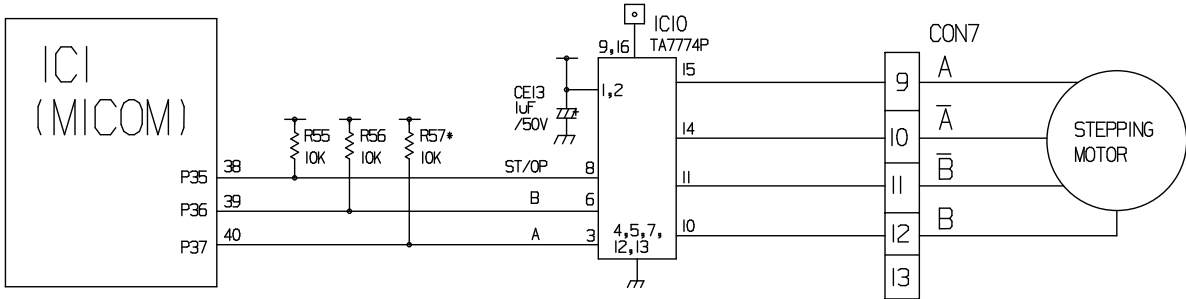 IC1
(MICOM)
P35
38
P36
39
P37
40
R55
10K
R56
10K
R57*
10K
ST/OP
B
A
CE13
1uF
/50V
IC10
TA7774P
9,16
1,2
8
6
3
4,5,7,
12,13
15
14
11
10
CON7
9
10
11
12
13
A
A̅
B̅
B
STEPPING
MOTOR